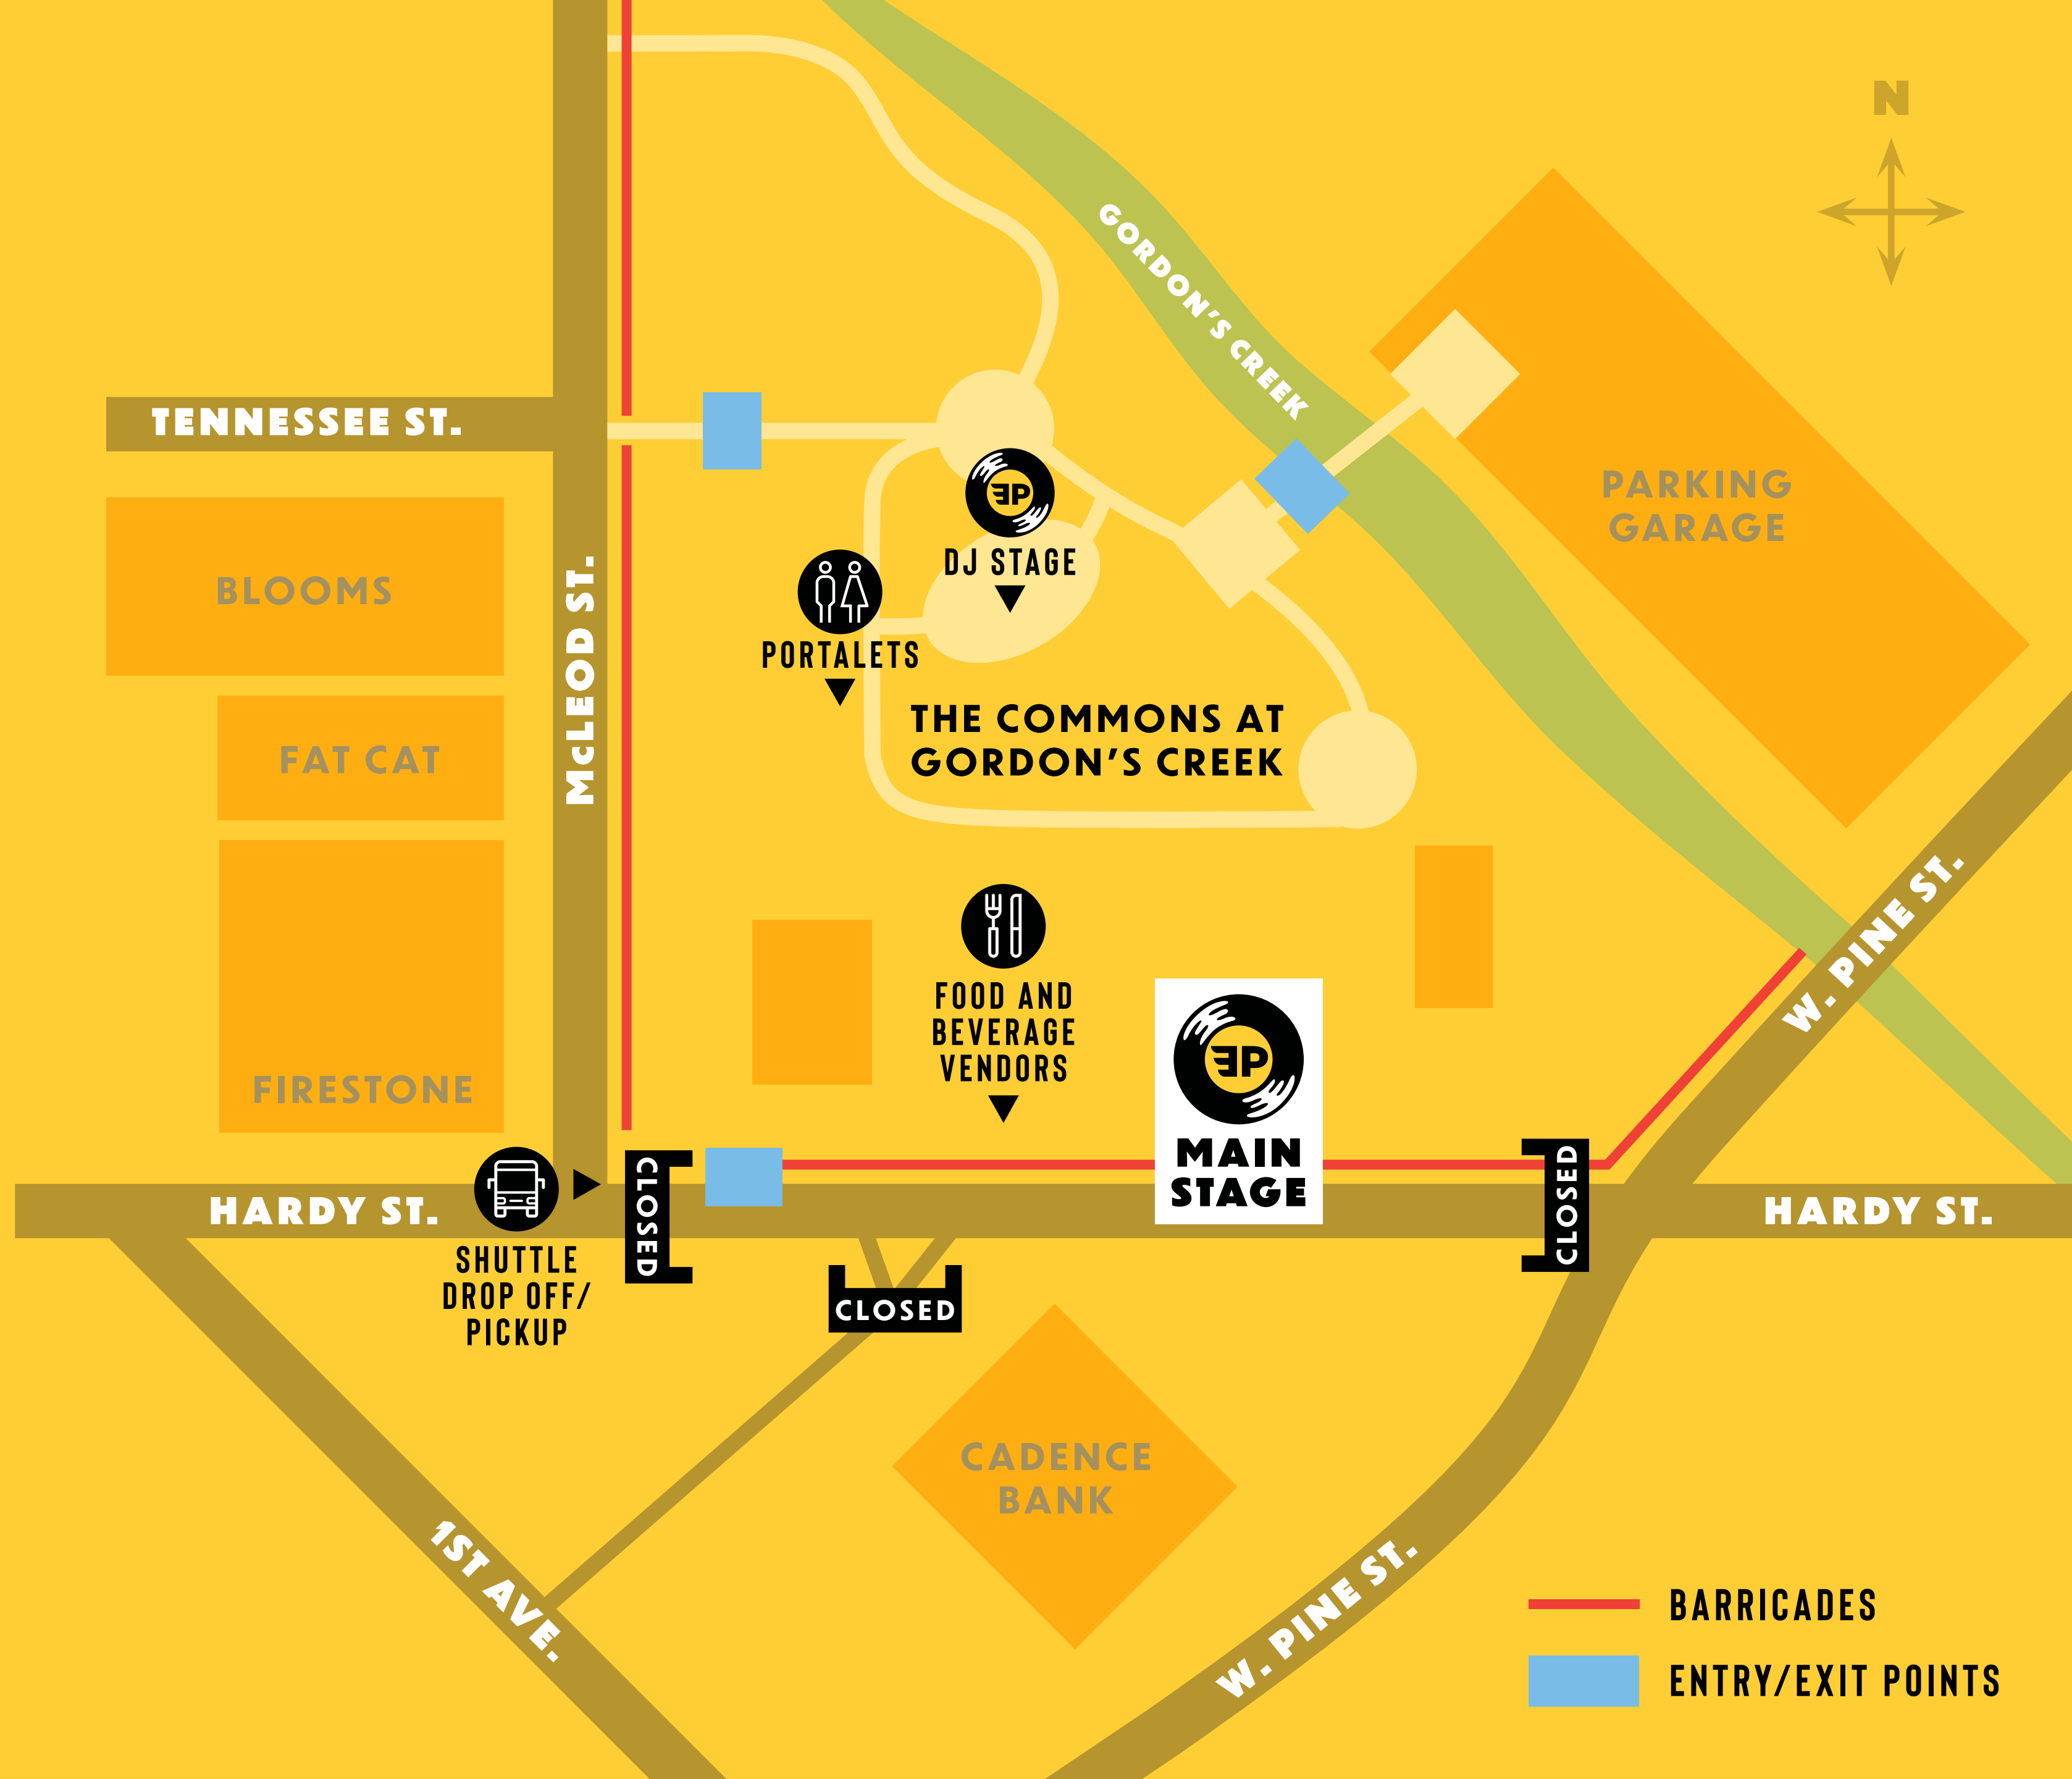 N
GORDON'S CREEK
TENNESSEE ST.
PARKING
GARAGE
BLOOMS
DJ STAGE
PORTALETS
McLEOD ST.
THE COMMONS AT
GORDON'S CREEK
FAT CAT
W. PINE ST.
FOOD AND
BEVERAGE
VENDORS
FIRESTONE
EP
MAIN
STAGE
HARDY ST.
CLOSED
CLOSED
HARDY ST.
SHUTTLE
DROP OFF/
PICKUP
CLOSED
CADENCE
BANK
1ST AVE.
W. PINE ST.
BARRICADES
ENTRY/EXIT POINTS
EP